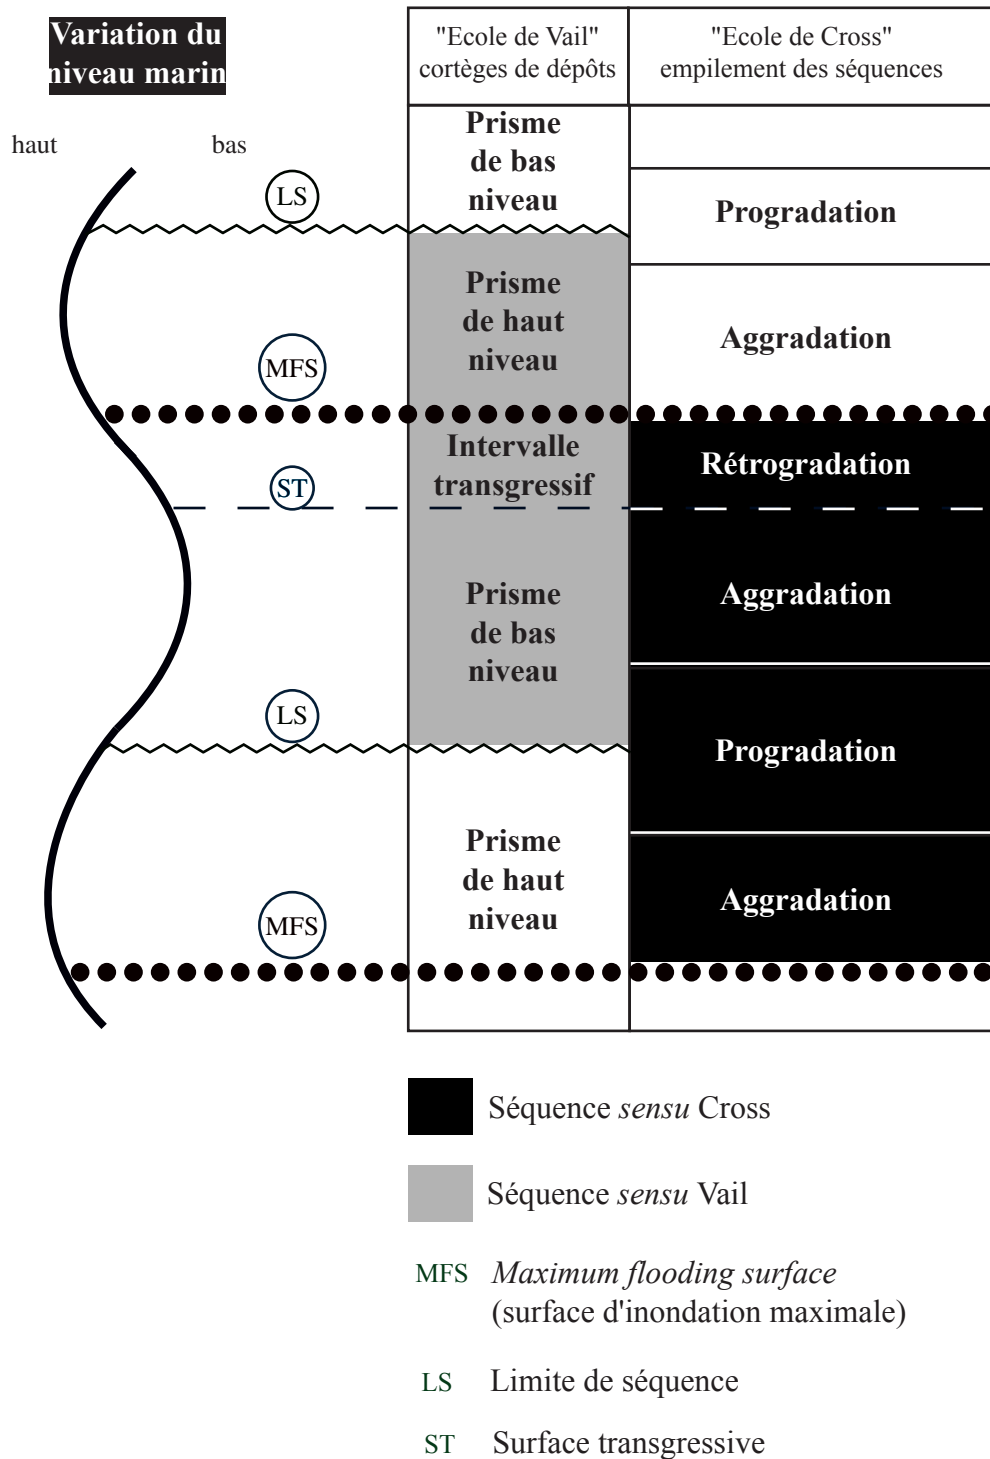 Variation du
niveau marin
"Ecole de Vail"
cortèges de dépôts
"Ecole de Cross"
empilement des séquences
haut
bas
LS
Prisme
de bas
niveau
Progradation
Prisme
de haut
niveau
Aggradation
MFS
Intervalle
transgressif
Rétrogradation
ST
Prisme
de bas
niveau
Aggradation
LS
Progradation
Prisme
de haut
niveau
Aggradation
MFS
Séquence sensu Cross
Séquence sensu Vail
MFS Maximum flooding surface
(surface d'inondation maximale)
LS Limite de séquence
ST Surface transgressive